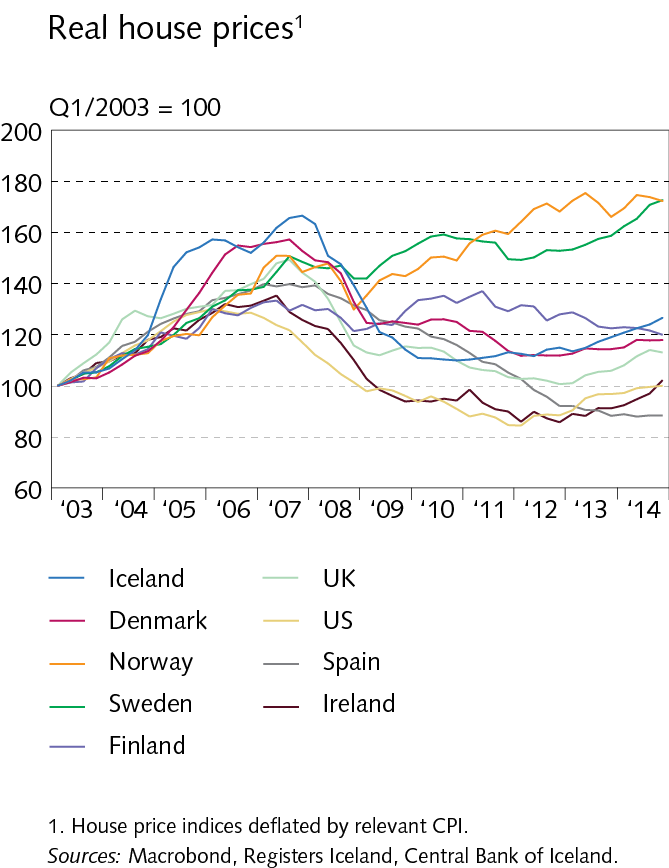 Real house prices¹
Q1/2003 = 100
200
180
160
140
120
100
80
60
‘03 ‘04 ‘05 ‘06 ‘07 ‘08 ‘09 ‘10 ‘11 ‘12 ‘13 ‘14
Iceland
Denmark
Norway
Sweden
Finland
UK
US
Spain
Ireland
1. House price indices deflated by relevant CPI.
Sources: Macrobond, Registers Iceland, Central Bank of Iceland.